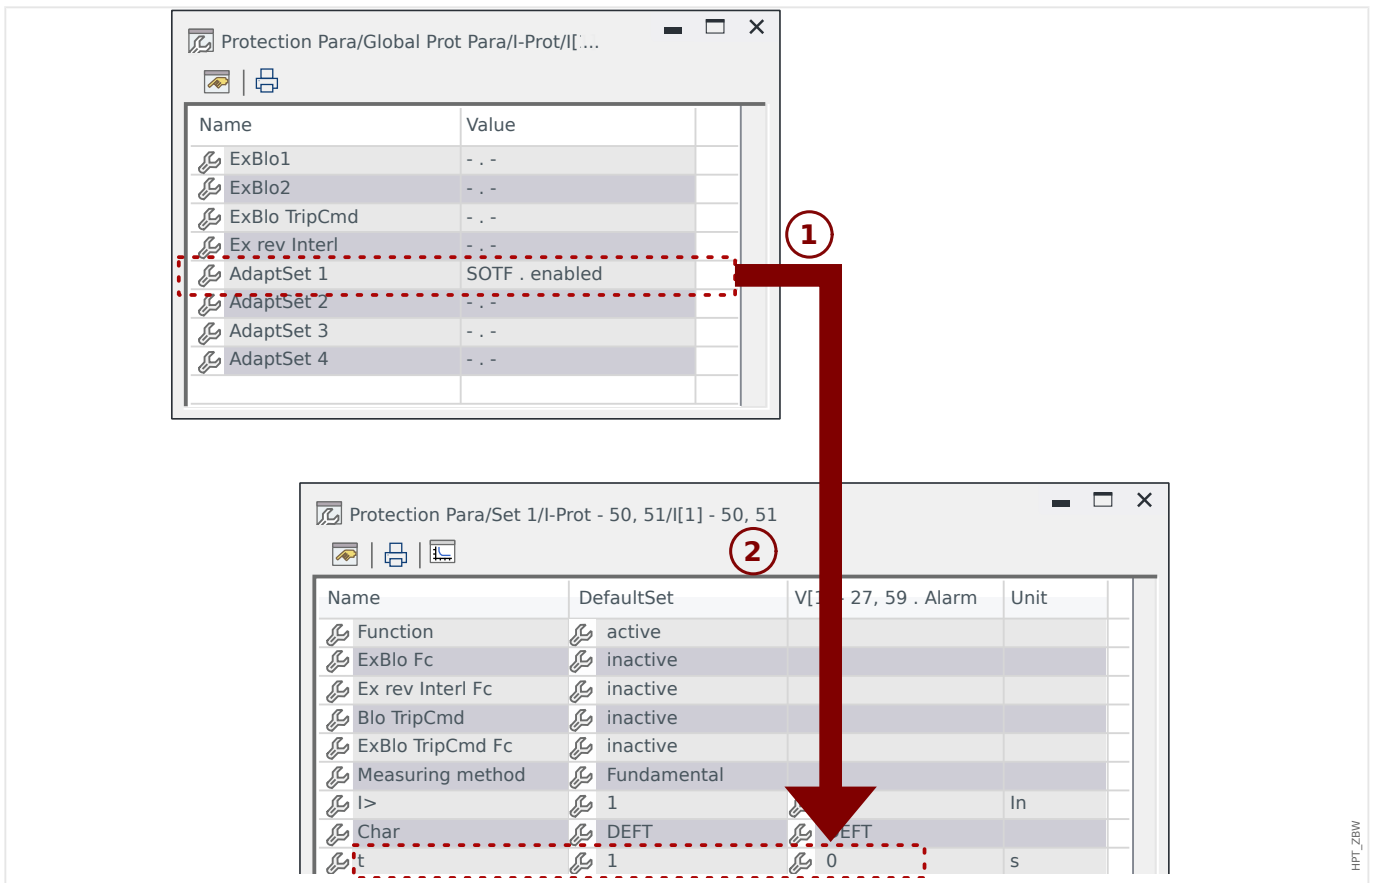 Protection Para/Global Prot Para/I-Prot/I[...
Name Value
ExBlo1 - . -
ExBlo2 - . -
ExBlo TripCmd - . -
Ex rev Interl - . -
AdaptSet 1 SOTF . enabled
AdaptSet 2 - . -
AdaptSet 3 - . -
AdaptSet 4 - . -
1
Protection Para/Set 1/I-Prot - 50, 51/I[1] - 50, 51
2
Name DefaultSet 27, 59 . Alarm Unit
Function active
ExBlo Fc inactive
Ex rev Interl Fc inactive
Blo TripCmd inactive
ExBlo TripCmd Fc inactive
Measuring method Fundamental
I> 1 In
Char DEFT
t 1 0 s
HPT_ZBW